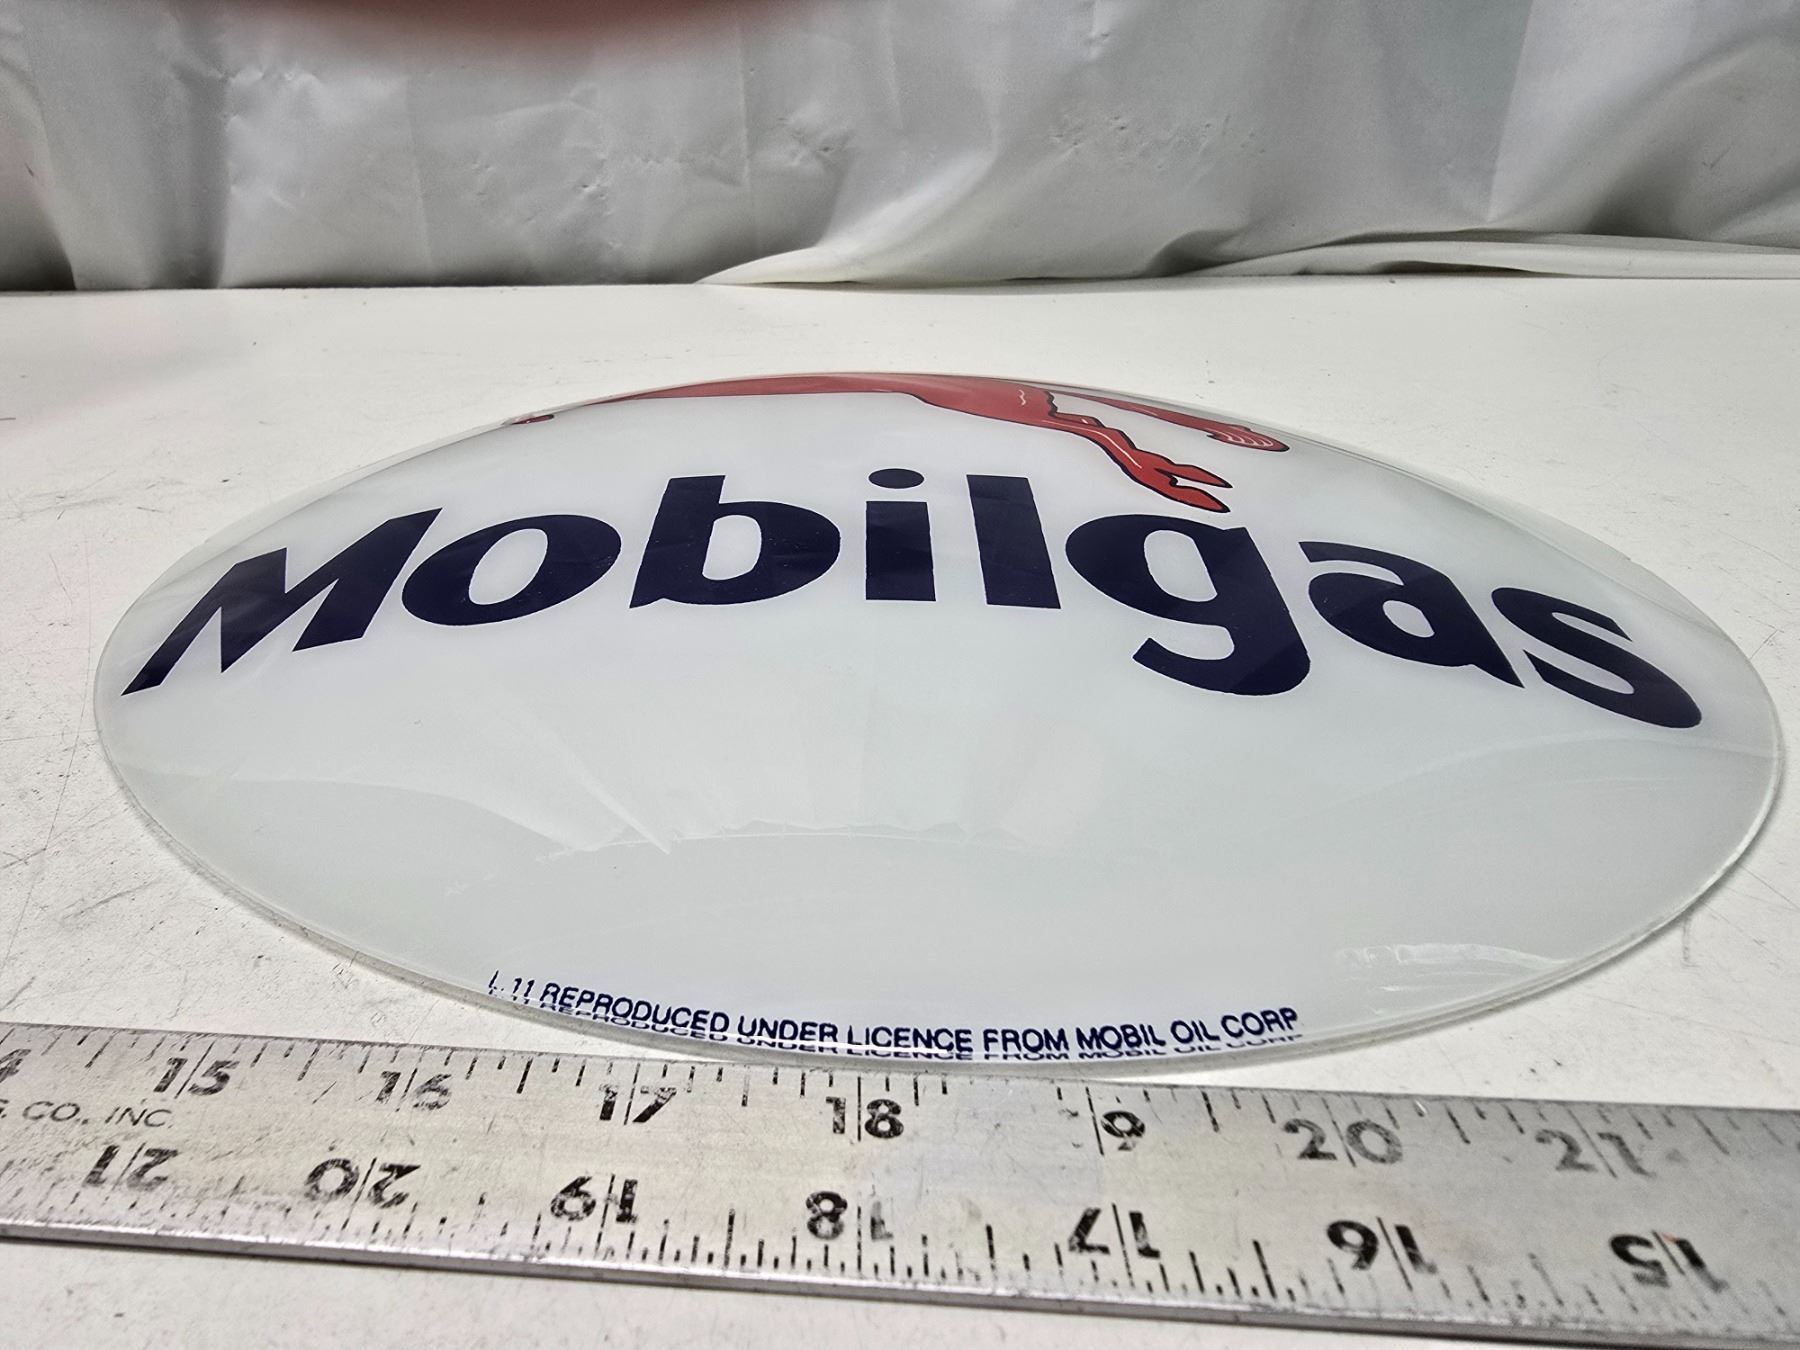 Mobilgas
L 11 REPRODUCED UNDER LICENCE FROM MOBIL OIL CORP
15 16 17 18 19 20 21
CO., INC.
21 20 19 18 17 16 15